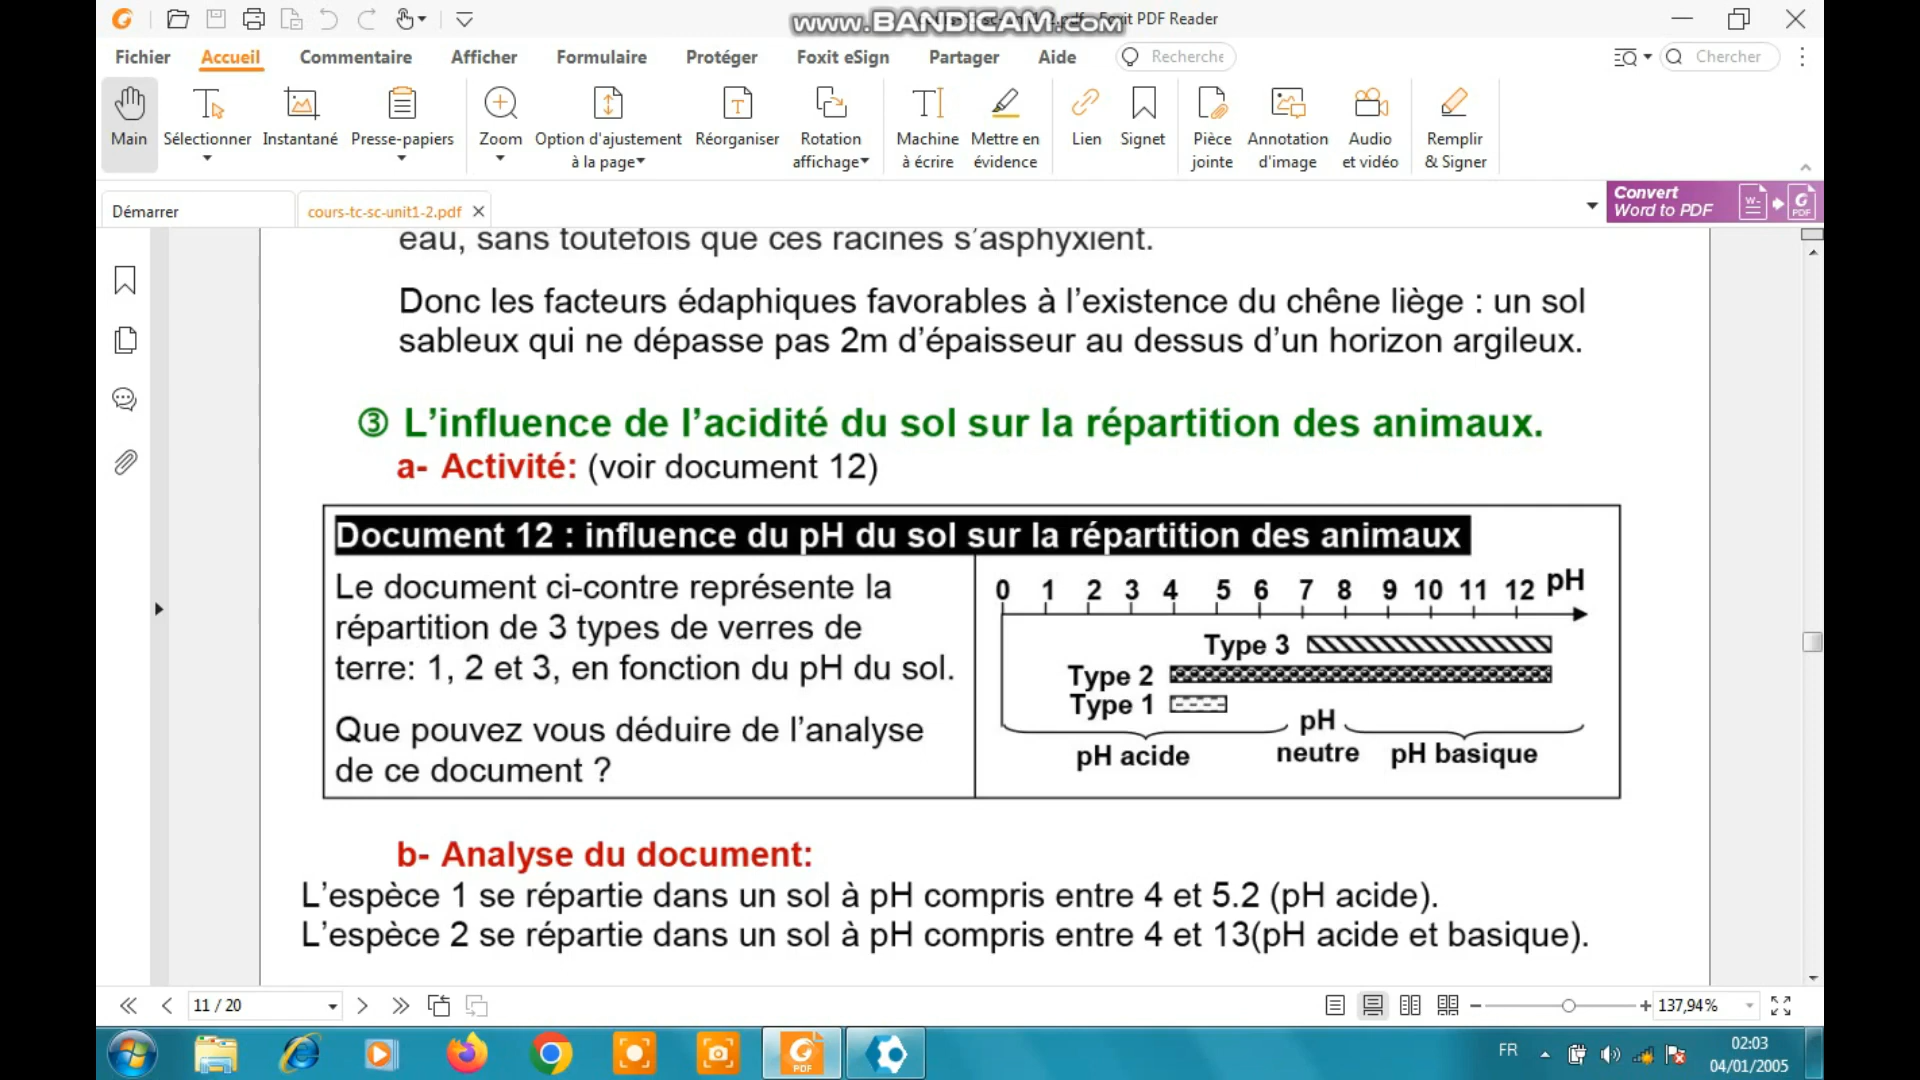 www.BANDICAM.com
Foxit PDF Reader
Fichier Accueil Commentaire Afficher Formulaire Protéger Foxit eSign Partager Aide Recherche Chercher
Main Sélectionner Instantané Presse-papiers Zoom Option d'ajustement à la page Réorganiser Rotation affichage Machine à écrire Mettre en évidence Lien Signet Pièce jointe Annotation d'image Audio et vidéo Remplir & Signer
Démarrer cours-tc-sc-unit1-2.pdf
Convert
Word to PDF
eau, sans toutefois que ces racines s'asphyxient.
Donc les facteurs édaphiques favorables à l'existence du chêne liège : un sol
sableux qui ne dépasse pas 2m d'épaisseur au dessus d'un horizon argileux.
③ L'influence de l'acidité du sol sur la répartition des animaux.
a- Activité: (voir document 12)
Document 12 : influence du pH du sol sur la répartition des animaux
Le document ci-contre représente la
répartition de 3 types de verres de
terre: 1, 2 et 3, en fonction du pH du sol.
Que pouvez vous déduire de l'analyse
de ce document ?
0 1 2 3 4 5 6 7 8 9 10 11 12 pH
Type 3
Type 2
Type 1
pH acide
pH neutre
pH basique
b- Analyse du document:
L'espèce 1 se répartie dans un sol à pH compris entre 4 et 5.2 (pH acide).
L'espèce 2 se répartie dans un sol à pH compris entre 4 et 13(pH acide et basique).
11 / 20
137,94%
FR
02:03
04/01/2005